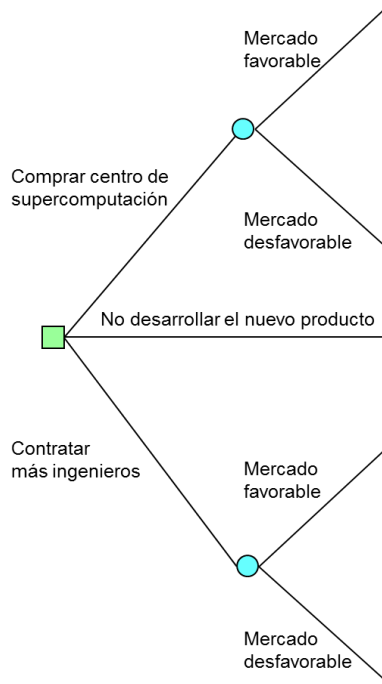 Mercado
favorable
Comprar centro de
supercomputación
Mercado
desfavorable
No desarrollar el nuevo producto
Contratar
más ingenieros
Mercado
favorable
Mercado
desfavorable